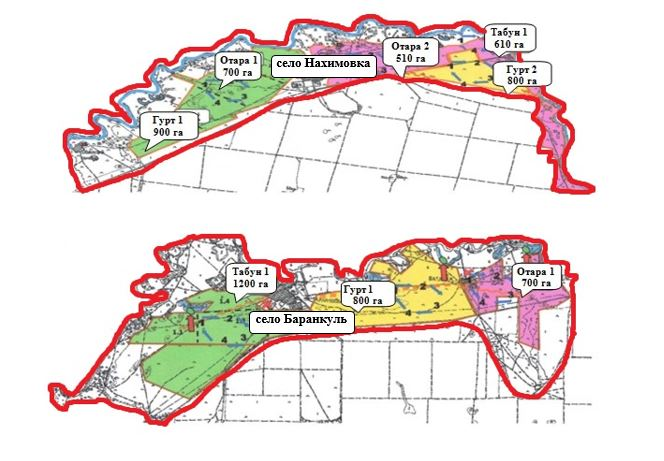 Табун 1
610 га
Отара 2
510 га
Отара 1
700 га
село Нахимовка
Гурт 2
800 га
Гурт 1
900 га
Табун 1
1200 га
Отара 1
700 га
Гурт 1
800 га
село Баранкуль